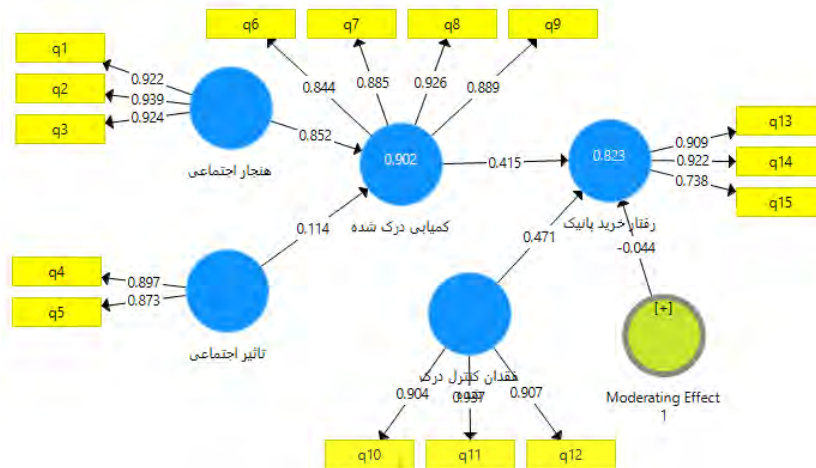 q6
q7
q8
q9
q1
q2
q3
0.922
0.939
0.924
0.844
0.885
0.926
0.889
0.852
هنجار اجتماعی
0.902
کمیابی درک شده
0.415
0.823
رفتار خرید پانیک
0.909
0.922
0.738
q13
q14
q15
0.114
0.471
-0.044
q4
q5
0.897
0.873
تاثیر اجتماعی
فقدان کنترل درک
[+]
Moderating Effect
1
0.904
0.907
q10
q11
q12